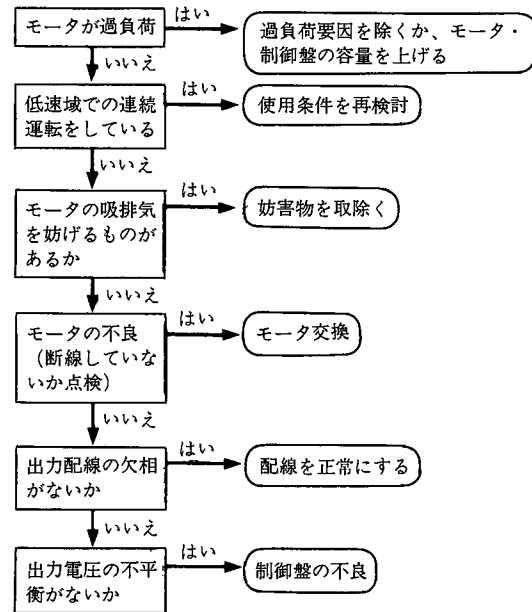 モータが過負荷
はい
過負荷要因を除くか、モータ・
制御盤の容量を上げる
いいえ
低速域での連続
運転をしている
はい
使用条件を再検討
いいえ
モータの吸排気
を妨げるものが
あるか
はい
妨害物を取除く
いいえ
モータの不良
（断線していな
いか点検）
はい
モータ交換
いいえ
出力配線の欠相
がないか
はい
配線を正常にする
いいえ
出力電圧の不平
衡がないか
はい
制御盤の不良